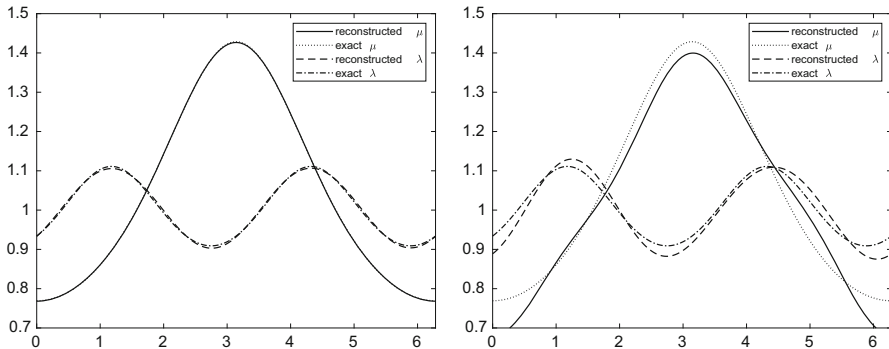 1.5
1.4
1.3
1.2
1.1
1
0.9
0.8
0.7
0 1 2 3 4 5 6
reconstructed μ
exact μ
reconstructed λ
exact λ
1.5
1.4
1.3
1.2
1.1
1
0.9
0.8
0.7
0 1 2 3 4 5 6
reconstructed μ
exact μ
reconstructed λ
exact λ